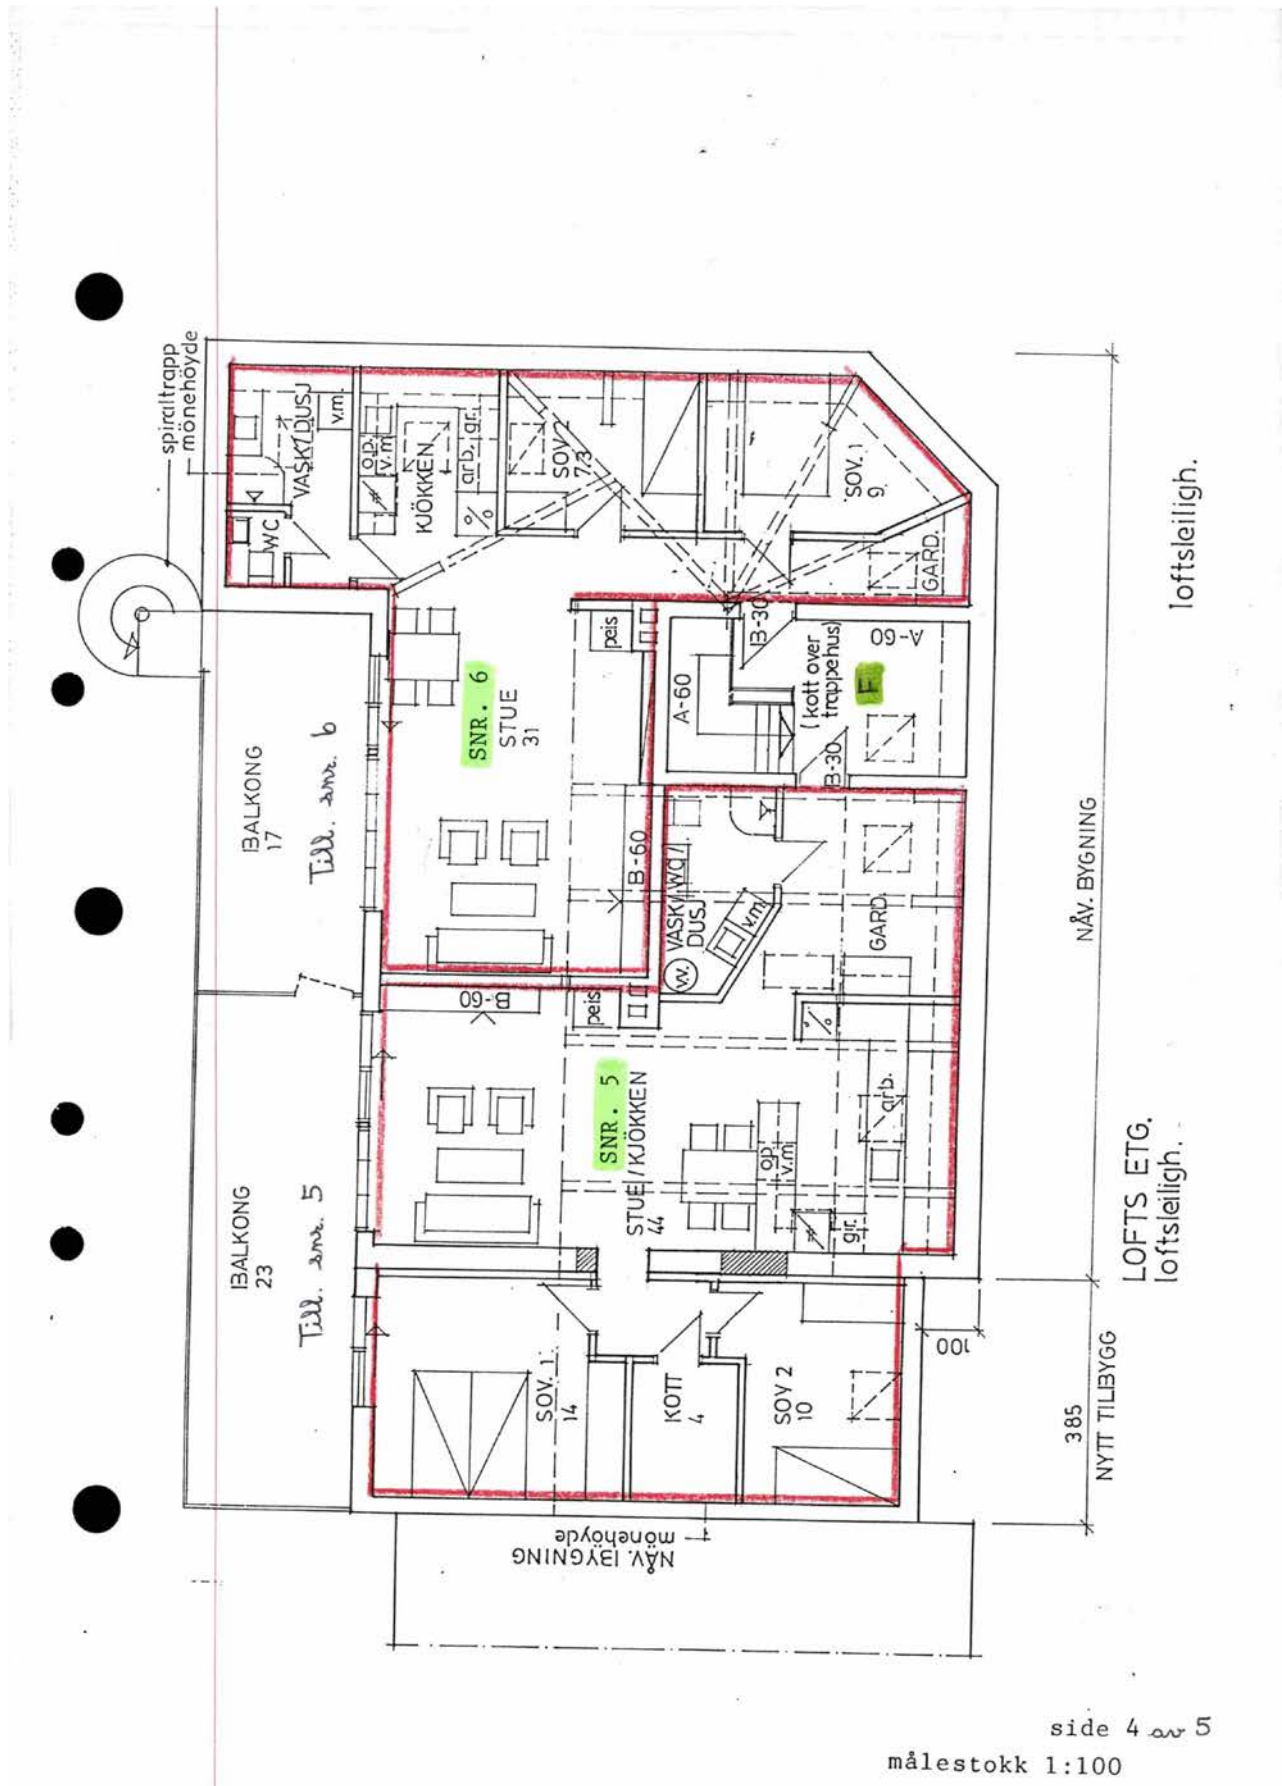 spiraltrapp
mönehöyde
VASK/DUSJ
v.m.
WC
op.
v.m
KJÖKKEN
arb.
gr.
SOV 2
7,3
SOV. 1
9
GARD.
BALKONG
17
Till. snr. 6
SNR. 6
STUE
31
peis
B-30
A-60
(kott over
trappehus)
A-60
F
B-30
B-60
VASK/WC/
DUSJ
v.m
VV.
GARD.
BALKONG
23
Till. snr. 5
B-60
peis
SNR. 5
STUE/KJÖKKEN
44
op.
v.m
arb.
gr.
SOV. 1
14
KOTT
4
SOV 2
10
100
NÅV. BYGNING
mönehöyde
NÅV. BYGNING
385
NYTT TILBYGG
LOFTS ETG.
loftsleiligh.
loftsleiligh.
side 4 av 5
målestokk 1:100